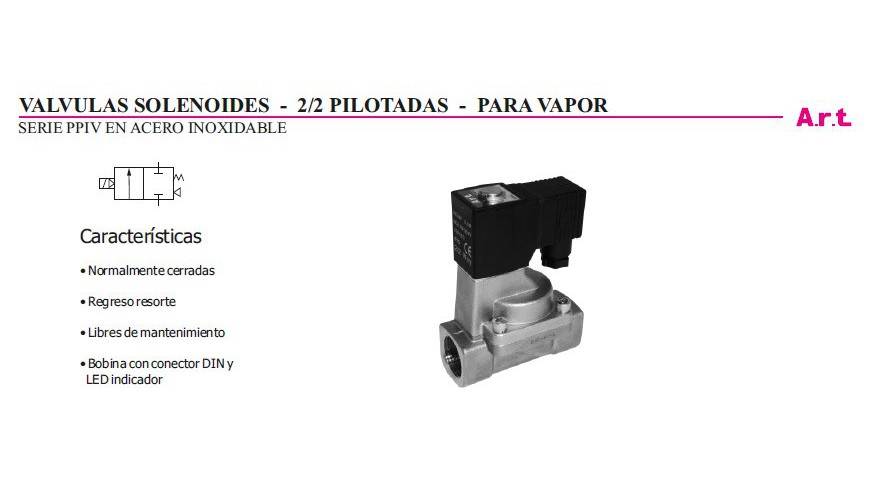 VALVULAS SOLENOIDES - 2/2 PILOTADAS - PARA VAPOR
A.r.t.
SERIE PPIV EN ACERO INOXIDABLE
Características
• Normalmente cerradas
• Regreso resorte
• Libres de mantenimiento
• Bobina con conector DIN y
LED indicador
CE